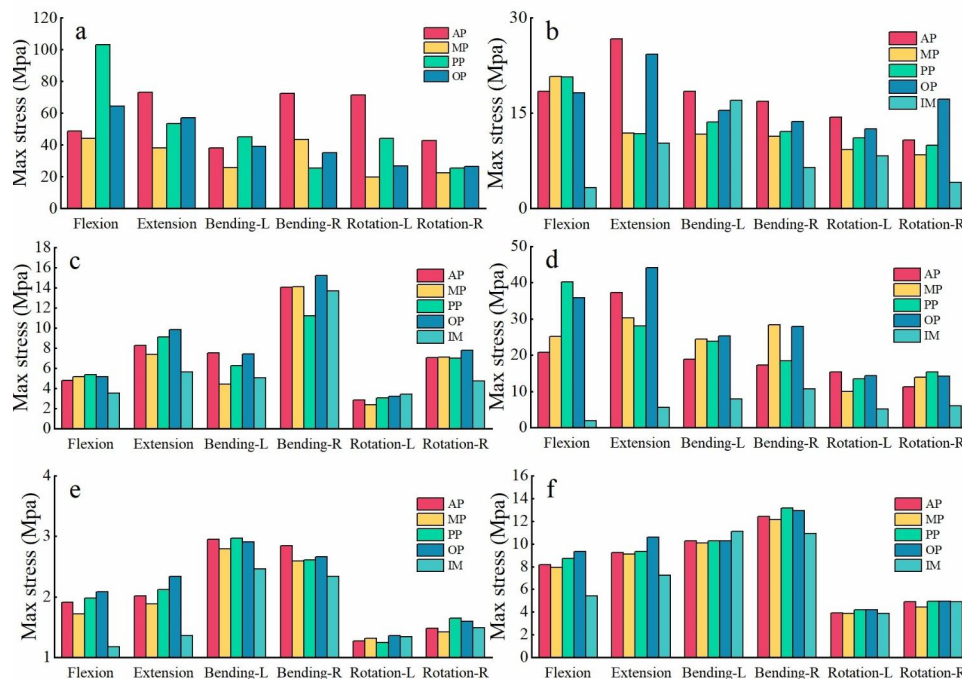 a
Max stress (Mpa)
120
100
80
60
40
20
0
AP
MP
PP
OP
Flexion Extension Bending-L Bending-R Rotation-L Rotation-R
b
Max stress (Mpa)
30
15
0
AP
MP
PP
OP
IM
Flexion Extension Bending-L Bending-R Rotation-L Rotation-R
c
Max stress (Mpa)
18
16
14
12
10
8
6
4
2
0
AP
MP
PP
OP
IM
Flexion Extension Bending-L Bending-R Rotation-L Rotation-R
d
Max stress (Mpa)
50
40
30
20
10
0
AP
MP
PP
OP
IM
Flexion Extension Bending-L Bending-R Rotation-L Rotation-R
e
Max stress (Mpa)
4
3
2
1
AP
MP
PP
OP
IM
Flexion Extension Bending-L Bending-R Rotation-L Rotation-R
f
Max stress (Mpa)
16
14
12
10
8
6
4
2
0
AP
MP
PP
OP
IM
Flexion Extension Bending-L Bending-R Rotation-L Rotation-R